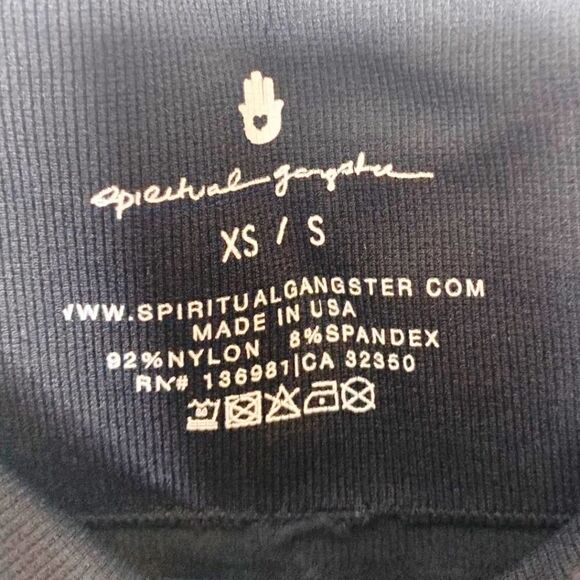 spiritual gangster
XS / S
WWW.SPIRITUALGANGSTER COM
MADE IN USA
92%NYLON 8%SPANDEX
RN# 136981|CA 32350